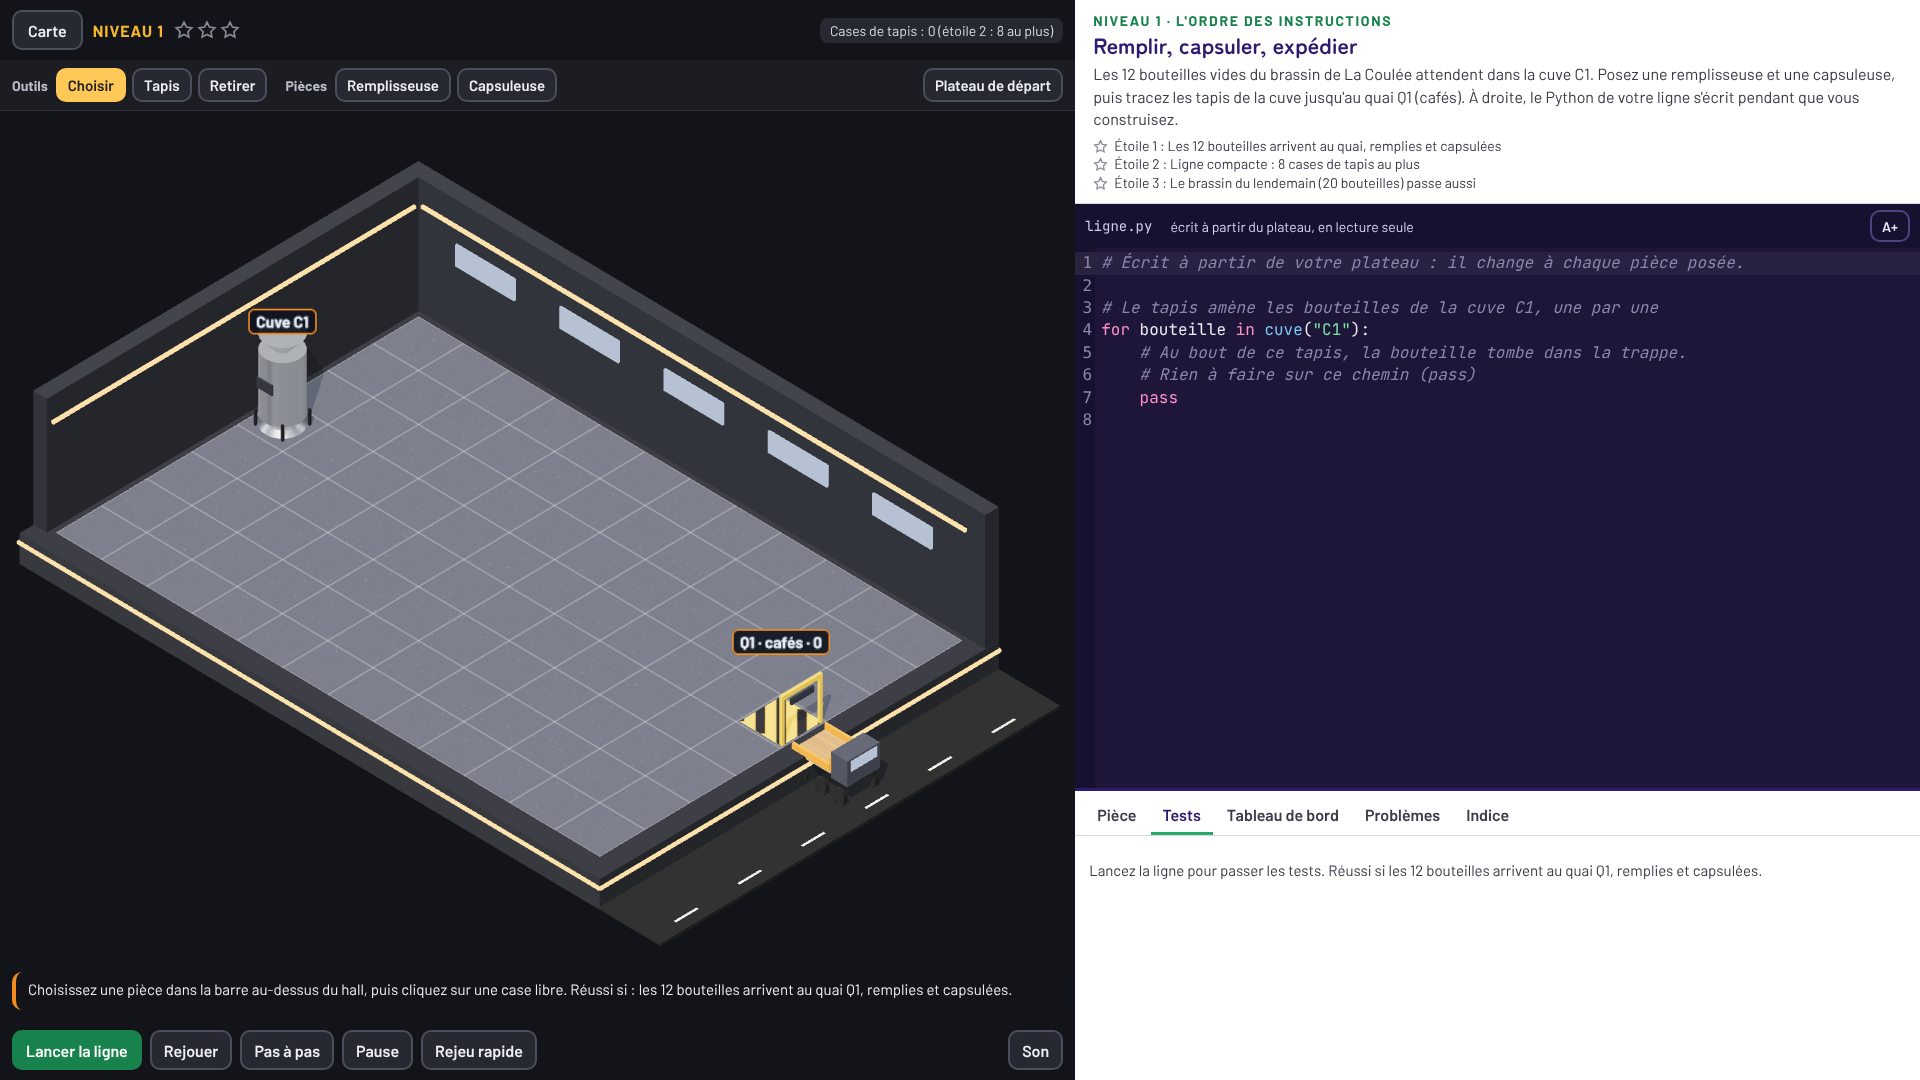 Carte
NIVEAU 1
Cases de tapis : 0 (étoile 2 : 8 au plus)
Outils
Choisir
Tapis
Retirer
Pièces
Remplisseuse
Capsuleuse
Plateau de départ
Cuve C1
Q1 · cafés · 0
Choisissez une pièce dans la barre au-dessus du hall, puis cliquez sur une case libre. Réussi si : les 12 bouteilles arrivent au quai Q1, remplies et capsulées.
Lancer la ligne
Rejouer
Pas à pas
Pause
Rejeu rapide
Son
NIVEAU 1 · L'ORDRE DES INSTRUCTIONS
Remplir, capsuler, expédier
Les 12 bouteilles vides du brassin de La Coulée attendent dans la cuve C1. Posez une remplisseuse et une capsuleuse,
puis tracez les tapis de la cuve jusqu'au quai Q1 (cafés). À droite, le Python de votre ligne s'écrit pendant que vous
construisez.
Étoile 1 : Les 12 bouteilles arrivent au quai, remplies et capsulées
Étoile 2 : Ligne compacte : 8 cases de tapis au plus
Étoile 3 : Le brassin du lendemain (20 bouteilles) passe aussi
ligne.py
écrit à partir du plateau, en lecture seule
A+
1 # Écrit à partir de votre plateau : il change à chaque pièce posée.
2
3 # Le tapis amène les bouteilles de la cuve C1, une par une
4 for bouteille in cuve("C1"):
5     # Au bout de ce tapis, la bouteille tombe dans la trappe.
6     # Rien à faire sur ce chemin (pass)
7     pass
8
Pièce
Tests
Tableau de bord
Problèmes
Indice
Lancez la ligne pour passer les tests. Réussi si les 12 bouteilles arrivent au quai Q1, remplies et capsulées.